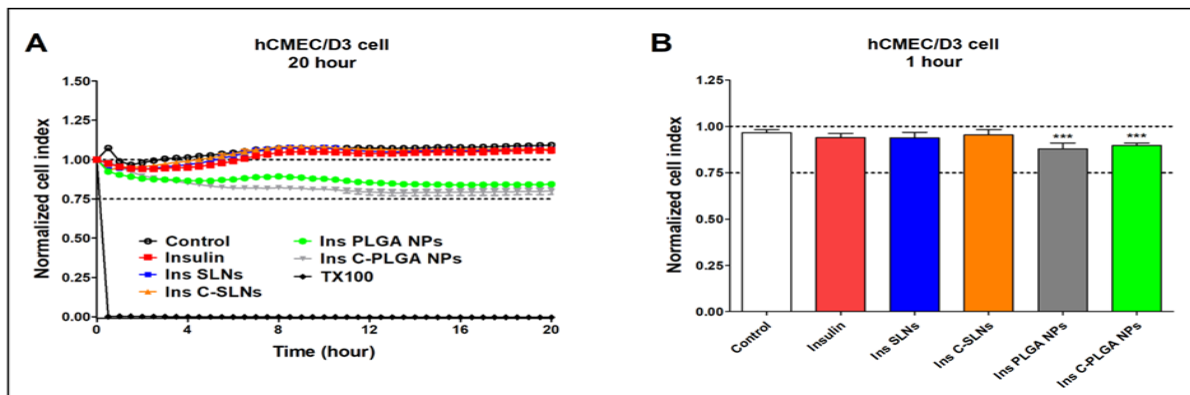 A
hCMEC/D3 cell
20 hour
Normalized cell index
1.50
1.25
1.00
0.75
0.50
0.25
0.00
Control
Insulin
Ins SLNs
Ins C-SLNs
Ins PLGA NPs
Ins C-PLGA NPs
TX100
0 4 8 12 16 20
Time (hour)
B
hCMEC/D3 cell
1 hour
Normalized cell index
1.25
1.00
0.75
0.50
0.25
0.00
*** ***
Control
Insulin
Ins SLNs
Ins C-SLNs
Ins PLGA NPs
Ins C-PLGA NPs